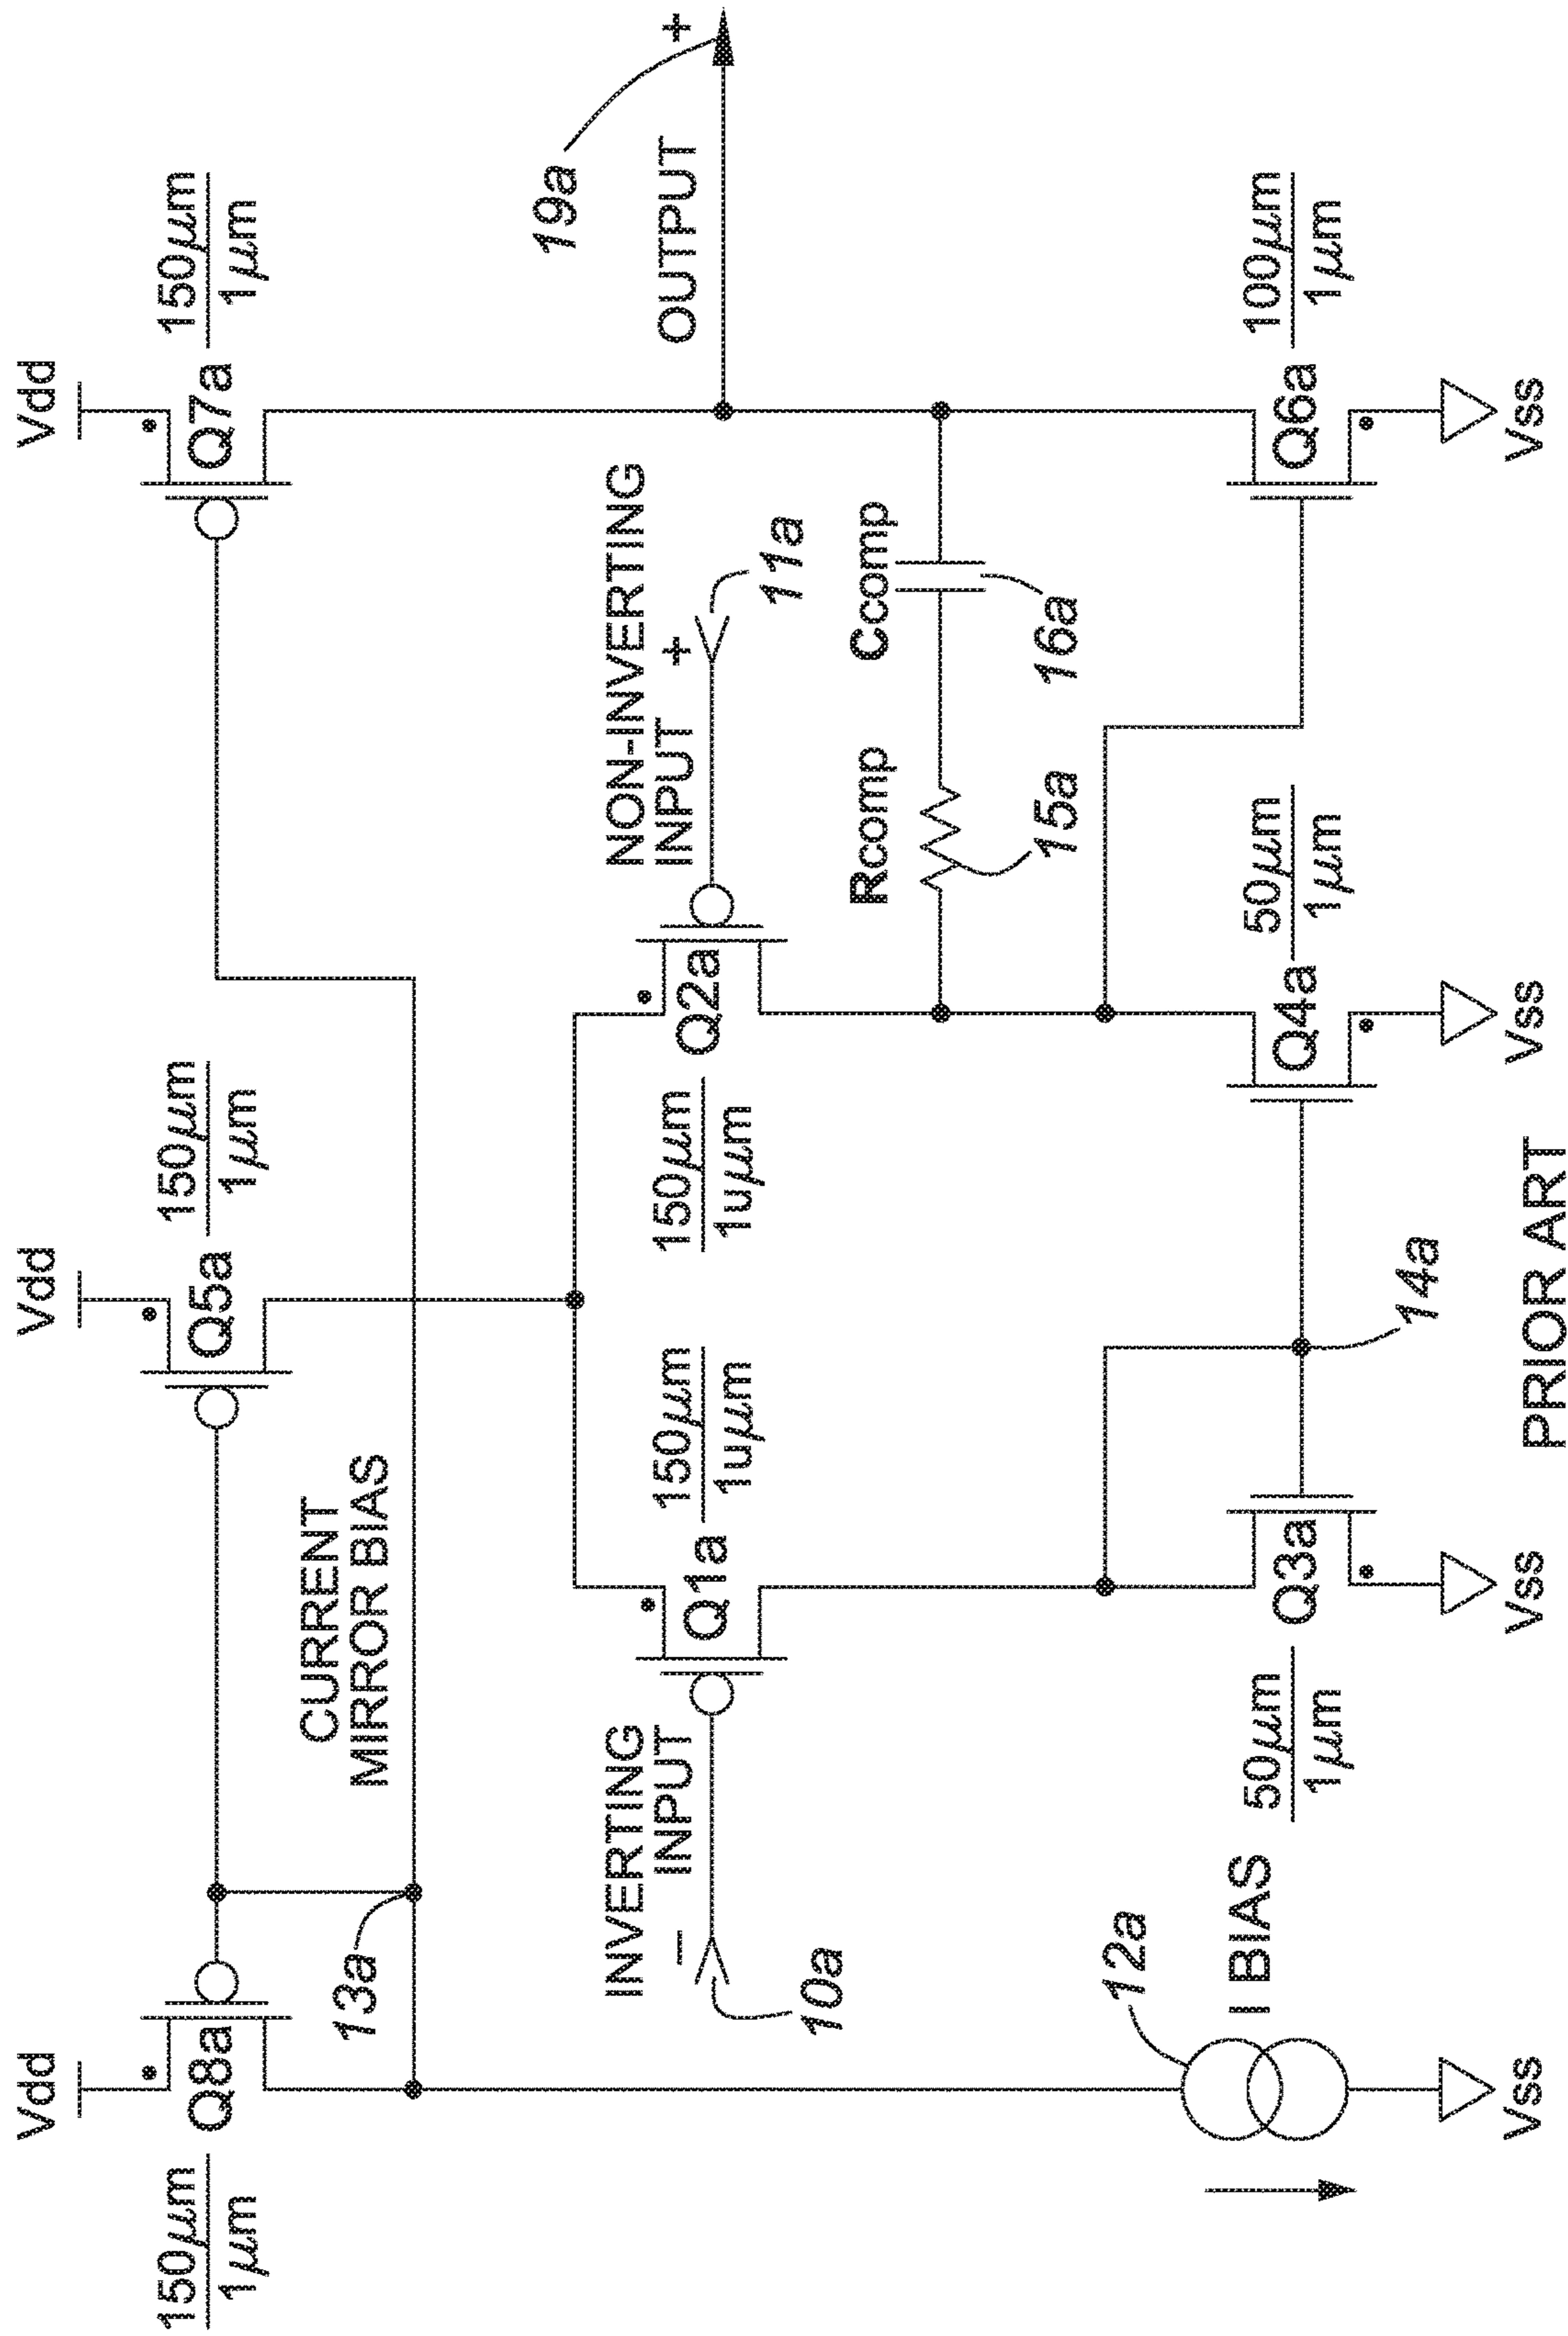 Vdd
Vdd
Vdd
150µm
1µm
Q8a
Q5a
150µm
1µm
Q7a
150µm
1µm
13a
CURRENT
MIRROR BIAS
19a
INVERTING
INPUT
−
10a
Q1a
150µm
1uµm
150µm
1uµm
Q2a
NON-INVERTING
INPUT
+
11a
OUTPUT
+
Rcomp
Ccomp
15a
16a
12a
I BIAS
50µm
1µm
Q3a
14a
Q4a
50µm
1µm
Q6a
100µm
1µm
Vss
Vss
Vss
Vss
PRIOR ART